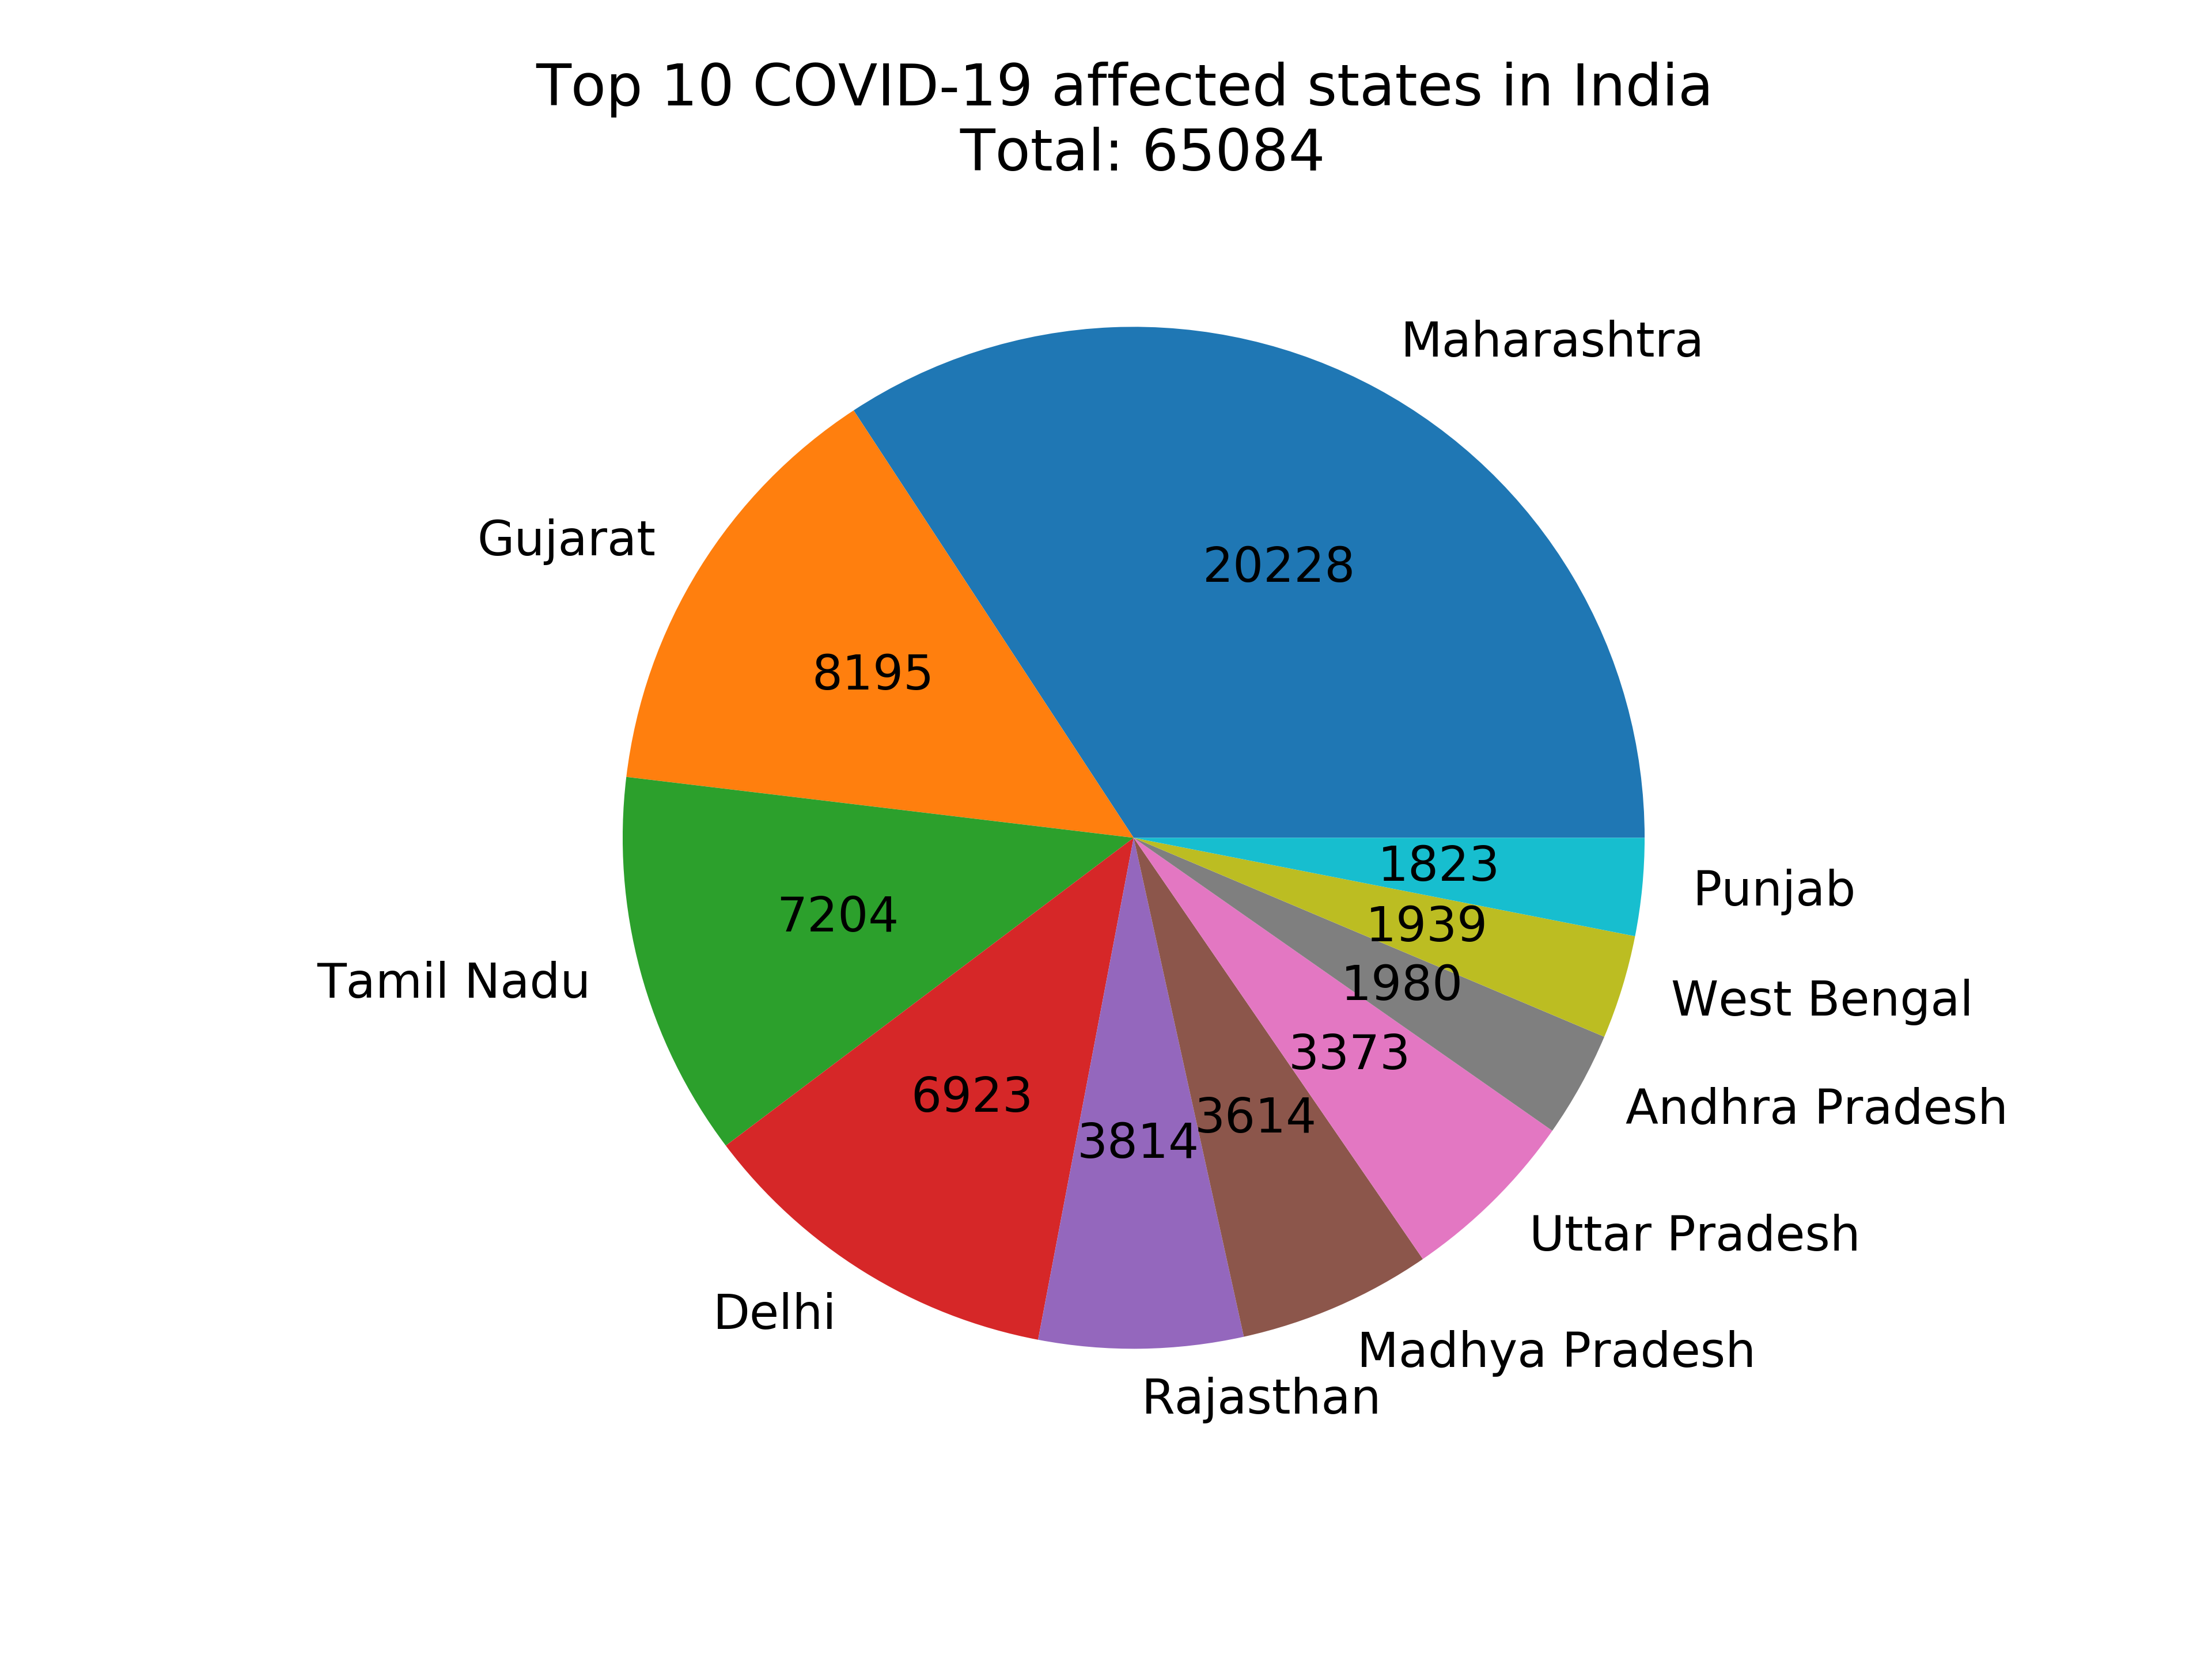 Top 10 COVID-19 affected states in India
Total: 65084
Maharashtra
20228
Gujarat
8195
Tamil Nadu
7204
Delhi
6923
Rajasthan
3814
Madhya Pradesh
3614
Uttar Pradesh
3373
Andhra Pradesh
1980
West Bengal
1939
Punjab
1823